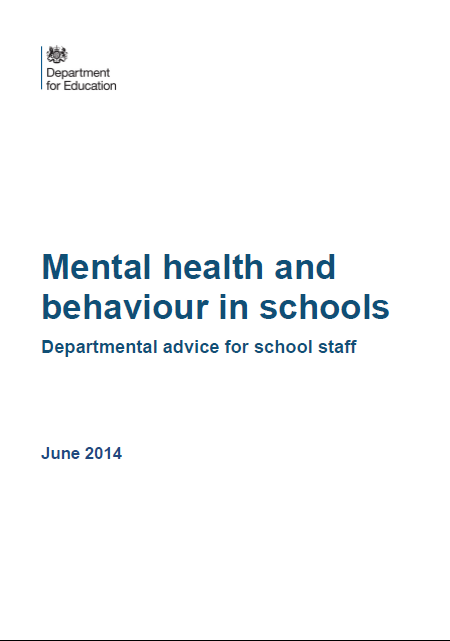 Department
for Education
Mental health and
behaviour in schools
Departmental advice for school staff
June 2014